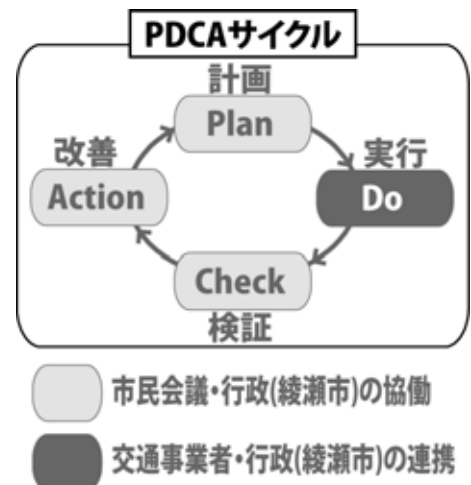 PDCAサイクル
計画
Plan
改善
Action
実行
Do
Check
検証
市民会議・行政(綾瀬市)の協働
交通事業者・行政(綾瀬市)の連携